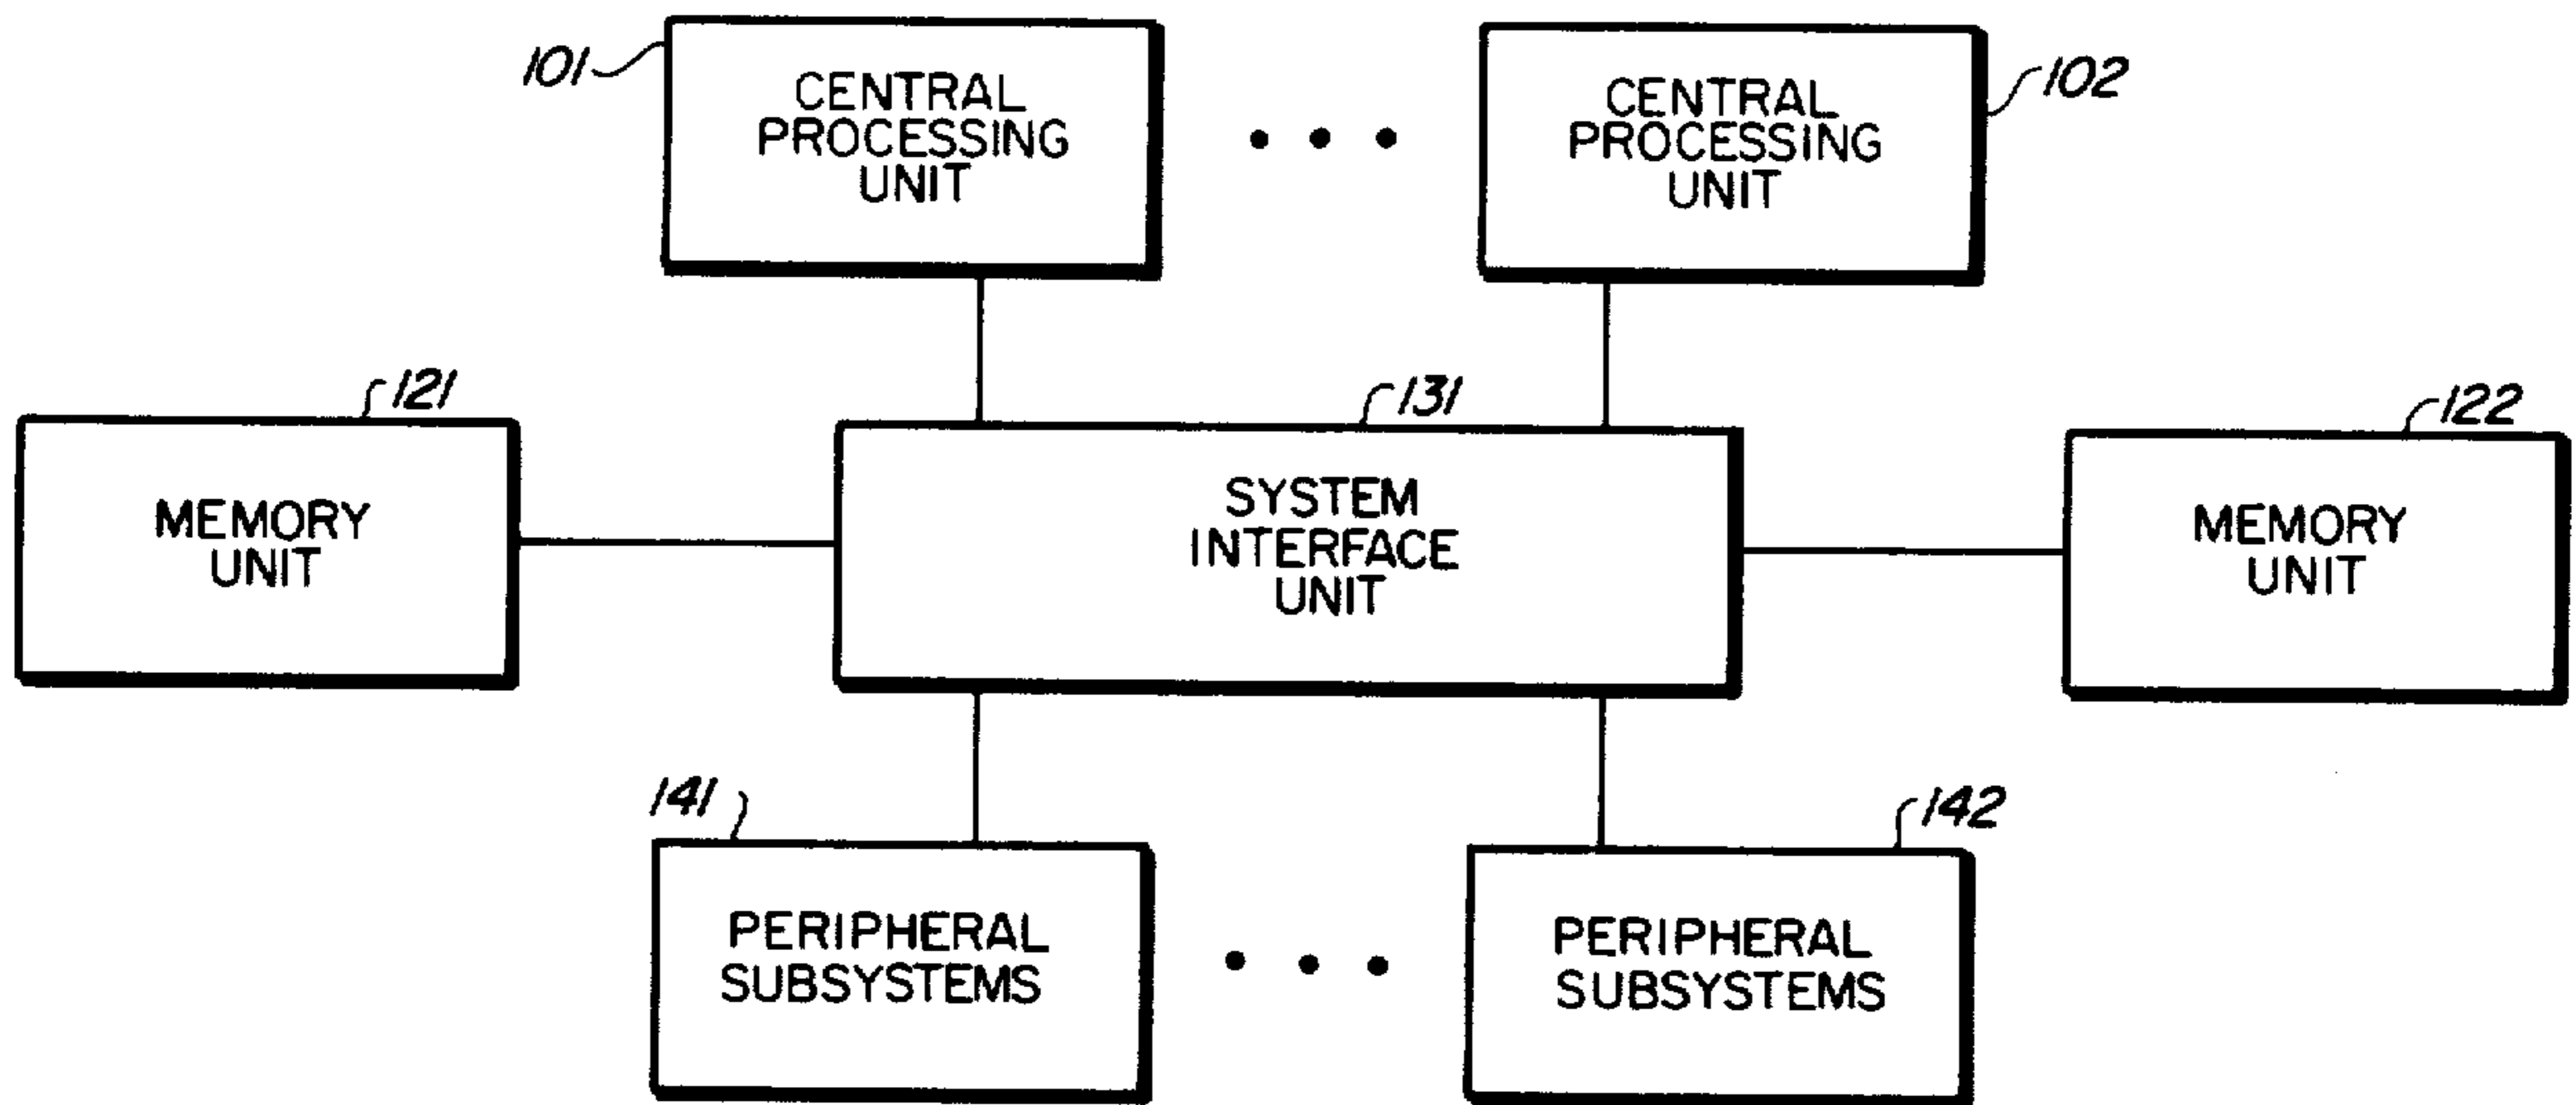 101
CENTRAL
PROCESSING
UNIT
CENTRAL
PROCESSING
UNIT
102
121
MEMORY
UNIT
131
SYSTEM
INTERFACE
UNIT
122
MEMORY
UNIT
141
PERIPHERAL
SUBSYSTEMS
142
PERIPHERAL
SUBSYSTEMS